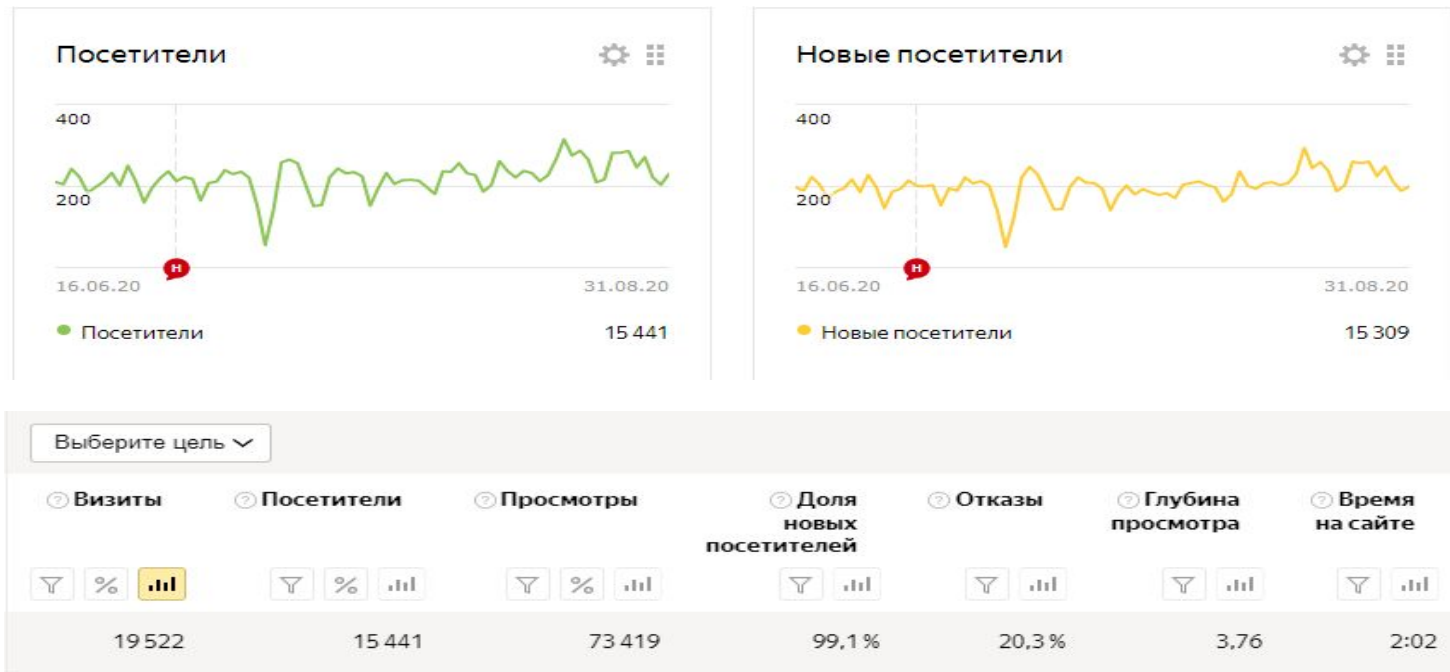 Посетители
400
200
Н
16.06.20 31.08.20
Посетители 15 441
Новые посетители
400
200
Н
16.06.20 31.08.20
Новые посетители 15 309
Выберите цель
Визиты Посетители Просмотры Доля новых посетителей Отказы Глубина просмотра Время на сайте
% % %
19 522 15 441 73 419 99,1 % 20,3 % 3,76 2:02